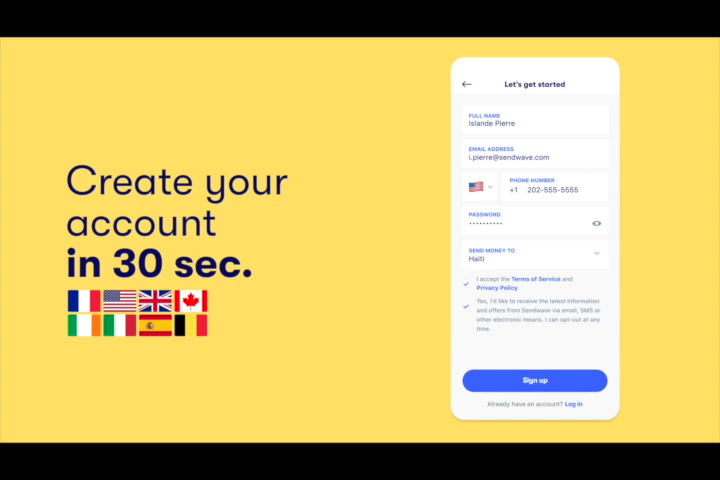 Create your
account
in 30 sec.
Let's get started
FULL NAME
Islande Pierre
EMAIL ADDRESS
i.pierre@sendwave.com
PHONE NUMBER
+1 202-555-5555
PASSWORD
••••••••••
SEND MONEY TO
Haiti
I accept the Terms of Service and
Privacy Policy
Yes, I'd like to receive the latest information
and offers from Sendwave via email, SMS or
other electronic means. I can opt-out at any
time.
Sign up
Already have an account? Log in